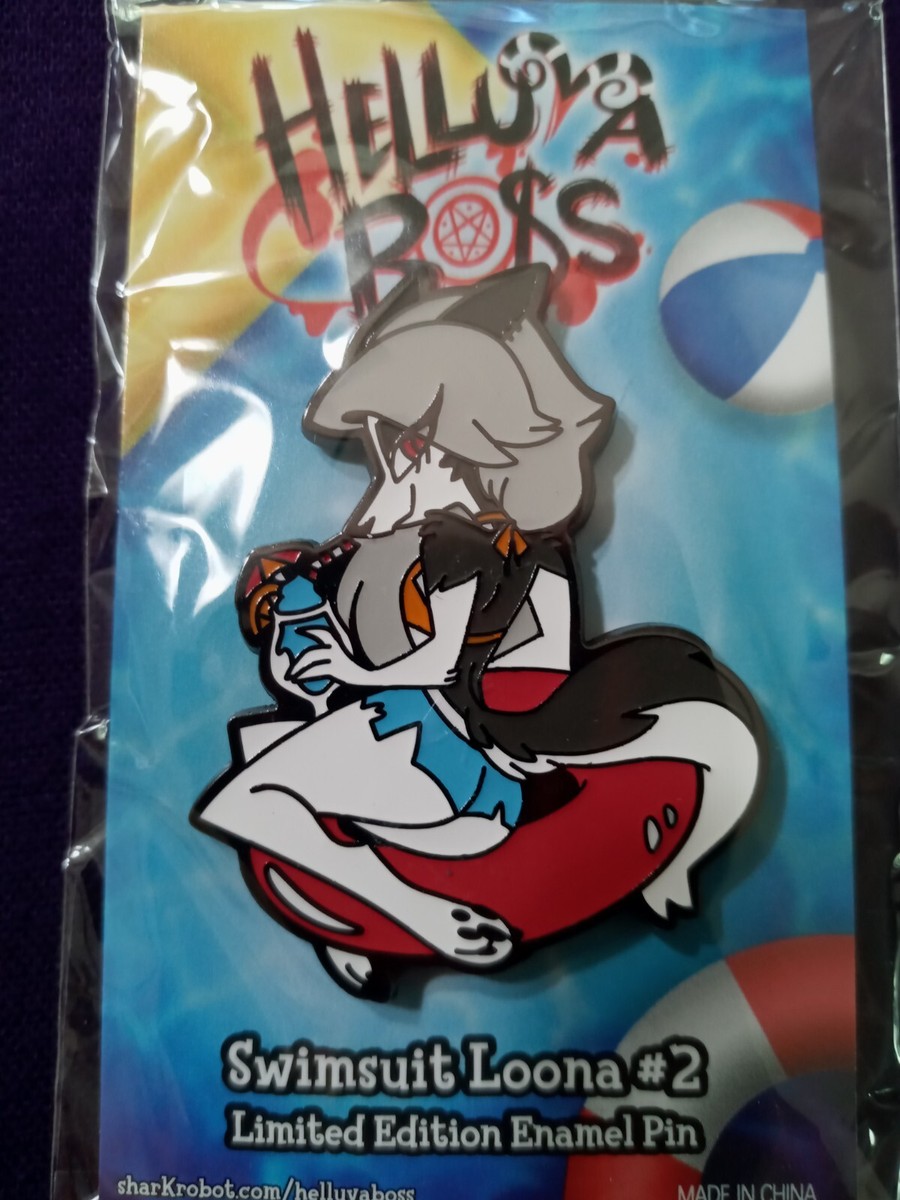 HELLUVA
BOSS
Swimsuit Loona #2
Limited Edition Enamel Pin
sharKrobot.com/helluvaboss
MADE IN CHINA